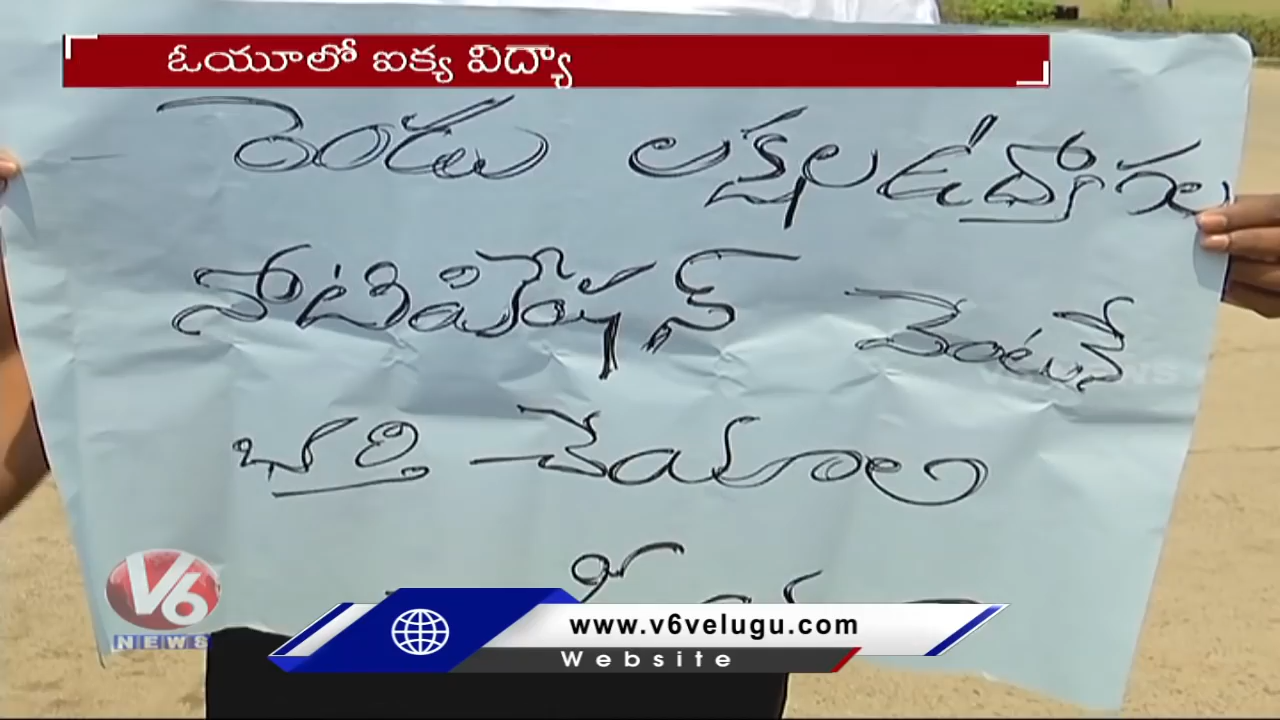 ఓయూలో ఐక్య విద్యా
రెండు లక్షల ఉద్యోగ
నోటిఫికేషన్ వెంటనే
భర్తీ చేయాలి
V6
NEWS
www.v6velugu.com
Website